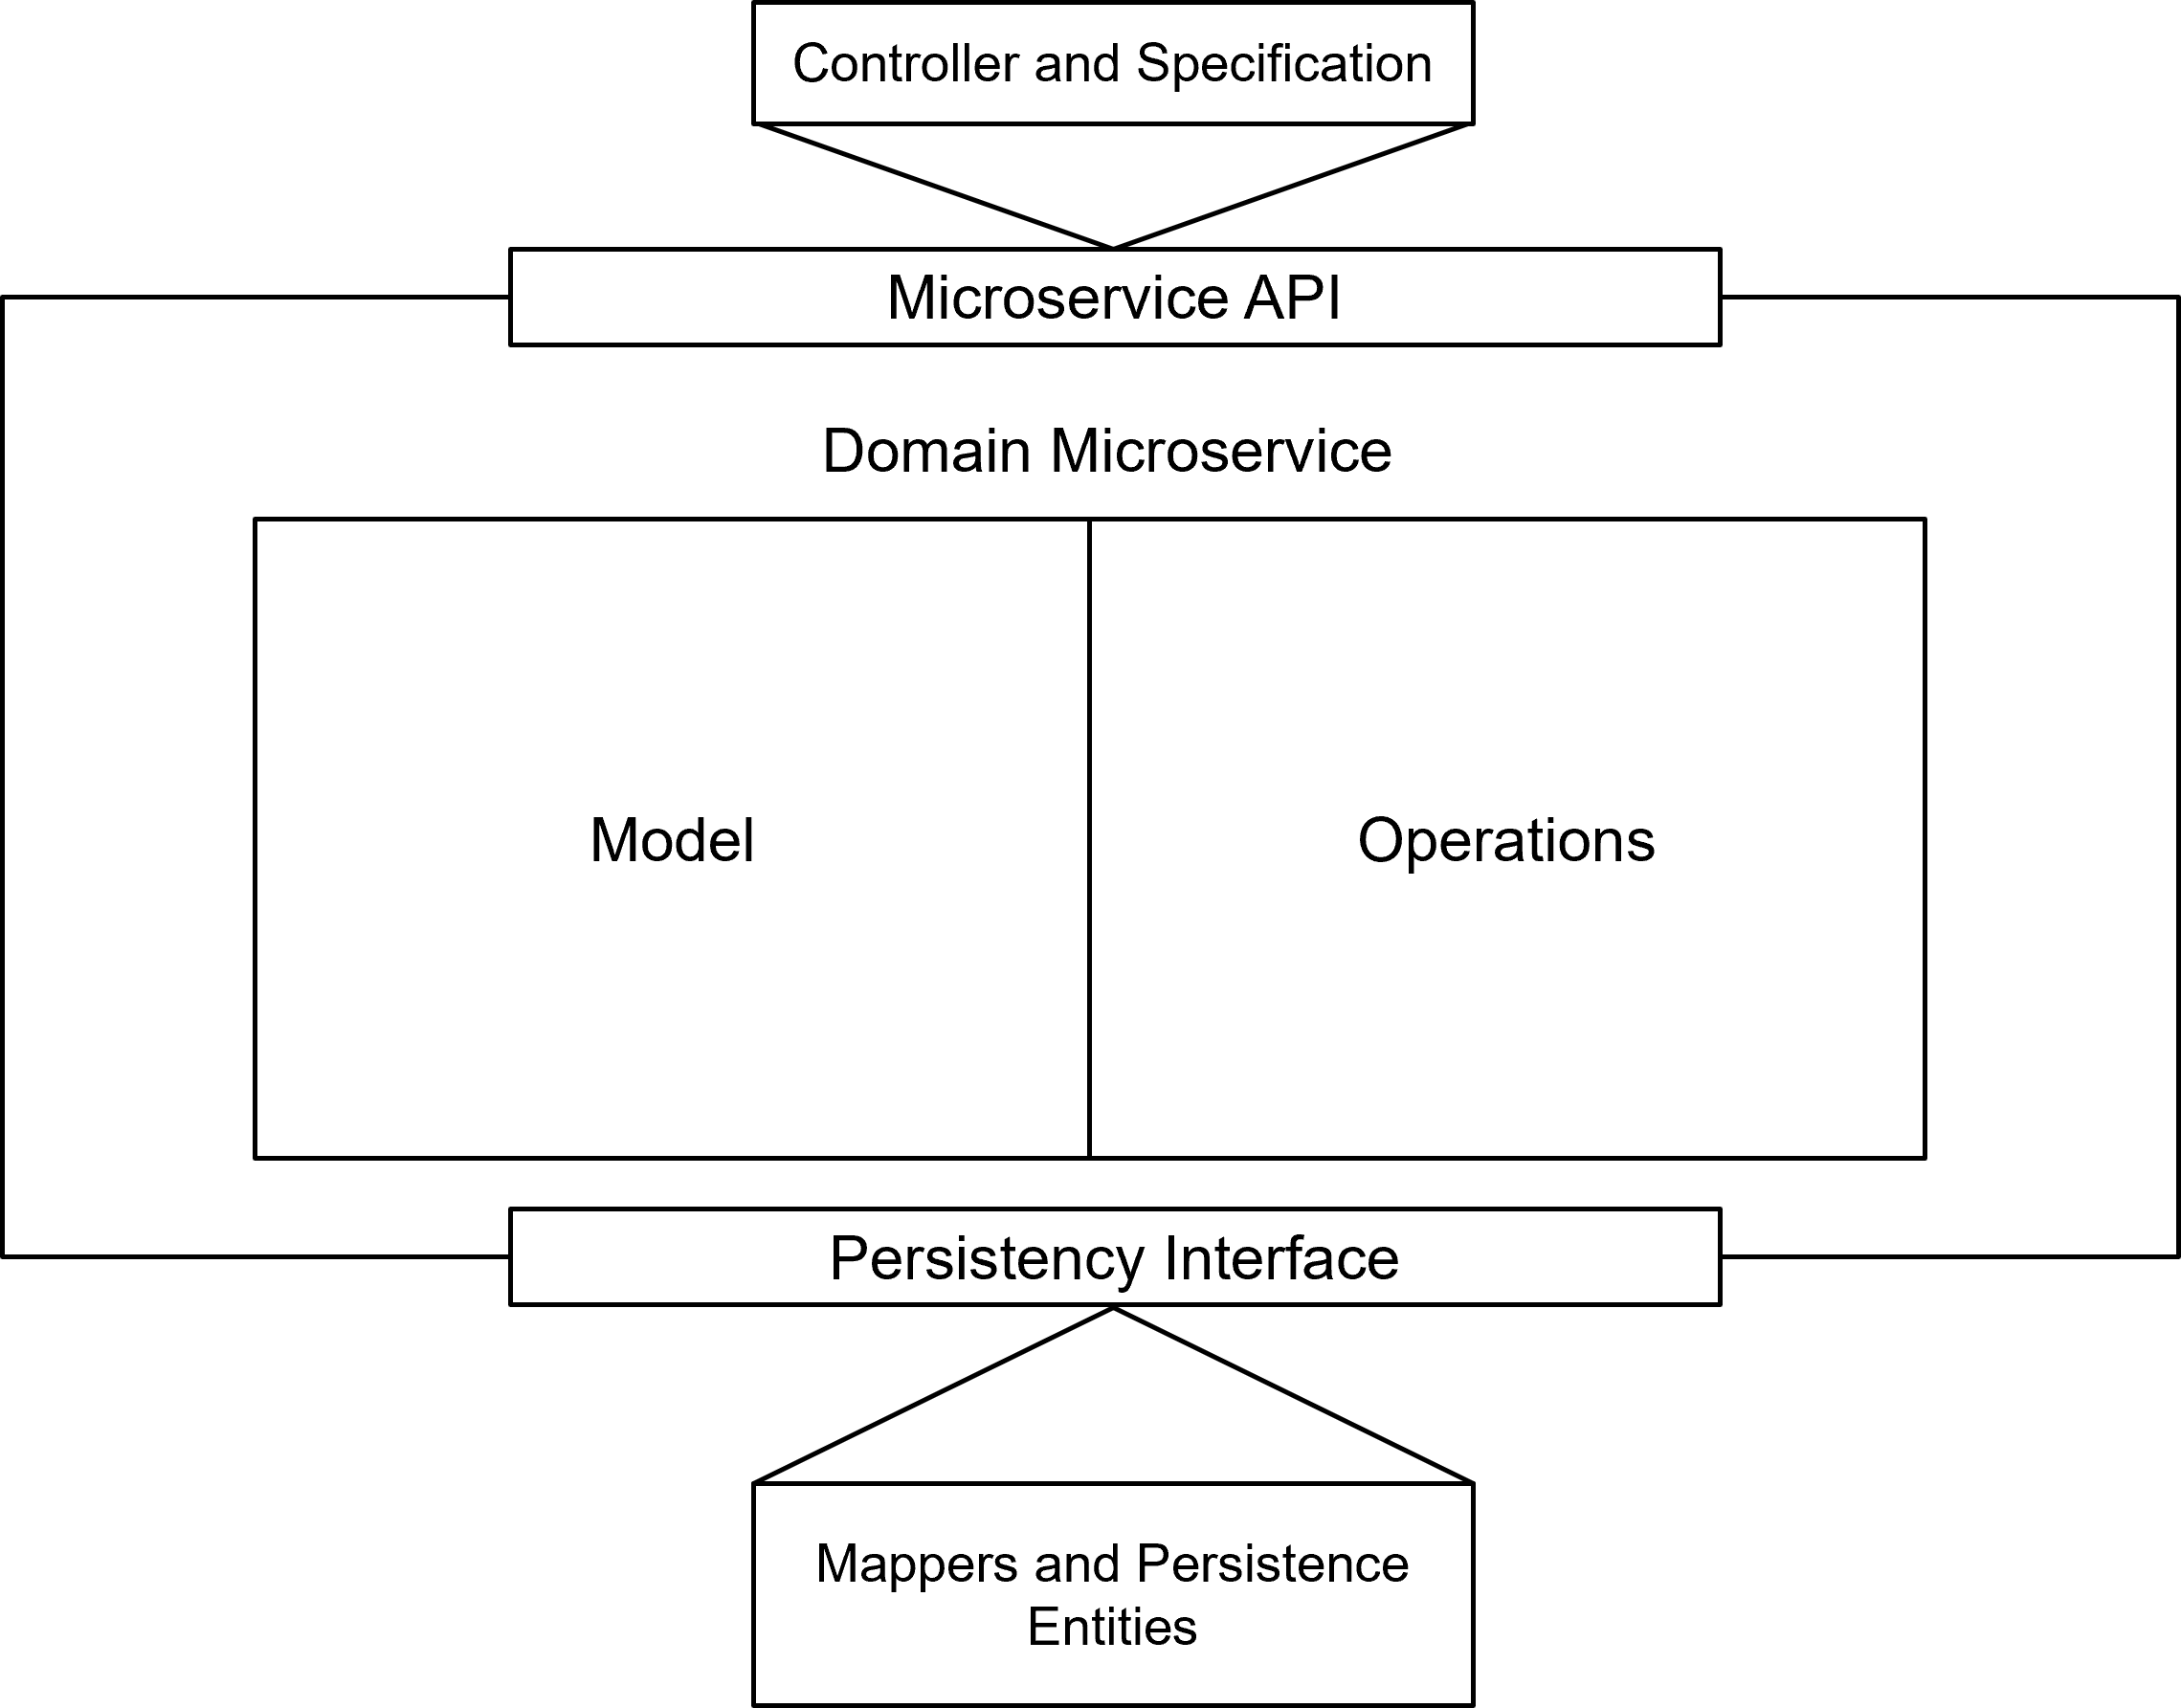 Controller and Specification
Microservice API
Domain Microservice
Model
Operations
Persistency Interface
Mappers and Persistence
Entities